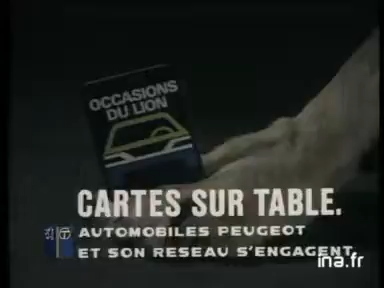 OCCASIONS
DU LION
CARTES SUR TABLE.
AUTOMOBILES PEUGEOT
ET SON RESEAU S'ENGAGENT.
ina.fr